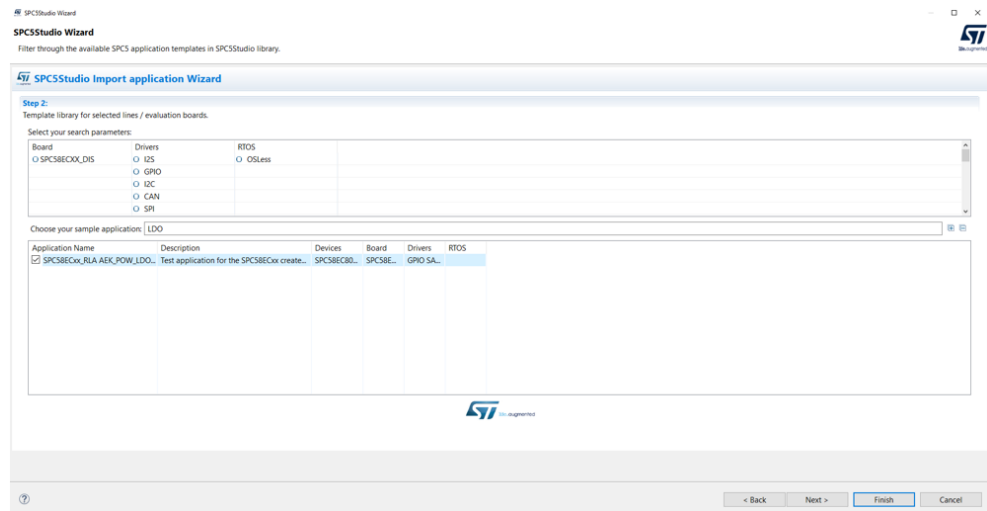 SPC5Studio Wizard
SPC5Studio Wizard
Filter through the available SPC5 application templates in SPC5Studio library.
SPC5Studio Import application Wizard
Step 2:
Template library for selected lines / evaluation boards.
Select your search parameters:
Board Drivers RTOS
SPC58ECXX_DIS I2S OSLess
GPIO
I2C
CAN
SPI
Choose your sample application: LDO
Application Name Description Devices Board Drivers RTOS
SPC58ECxx_RLA AEK_POW_LDO... Test application for the SPC58ECxx create... SPC58EC80... SPC58E... GPIO SA...
ST life.augmented
< Back Next > Finish Cancel